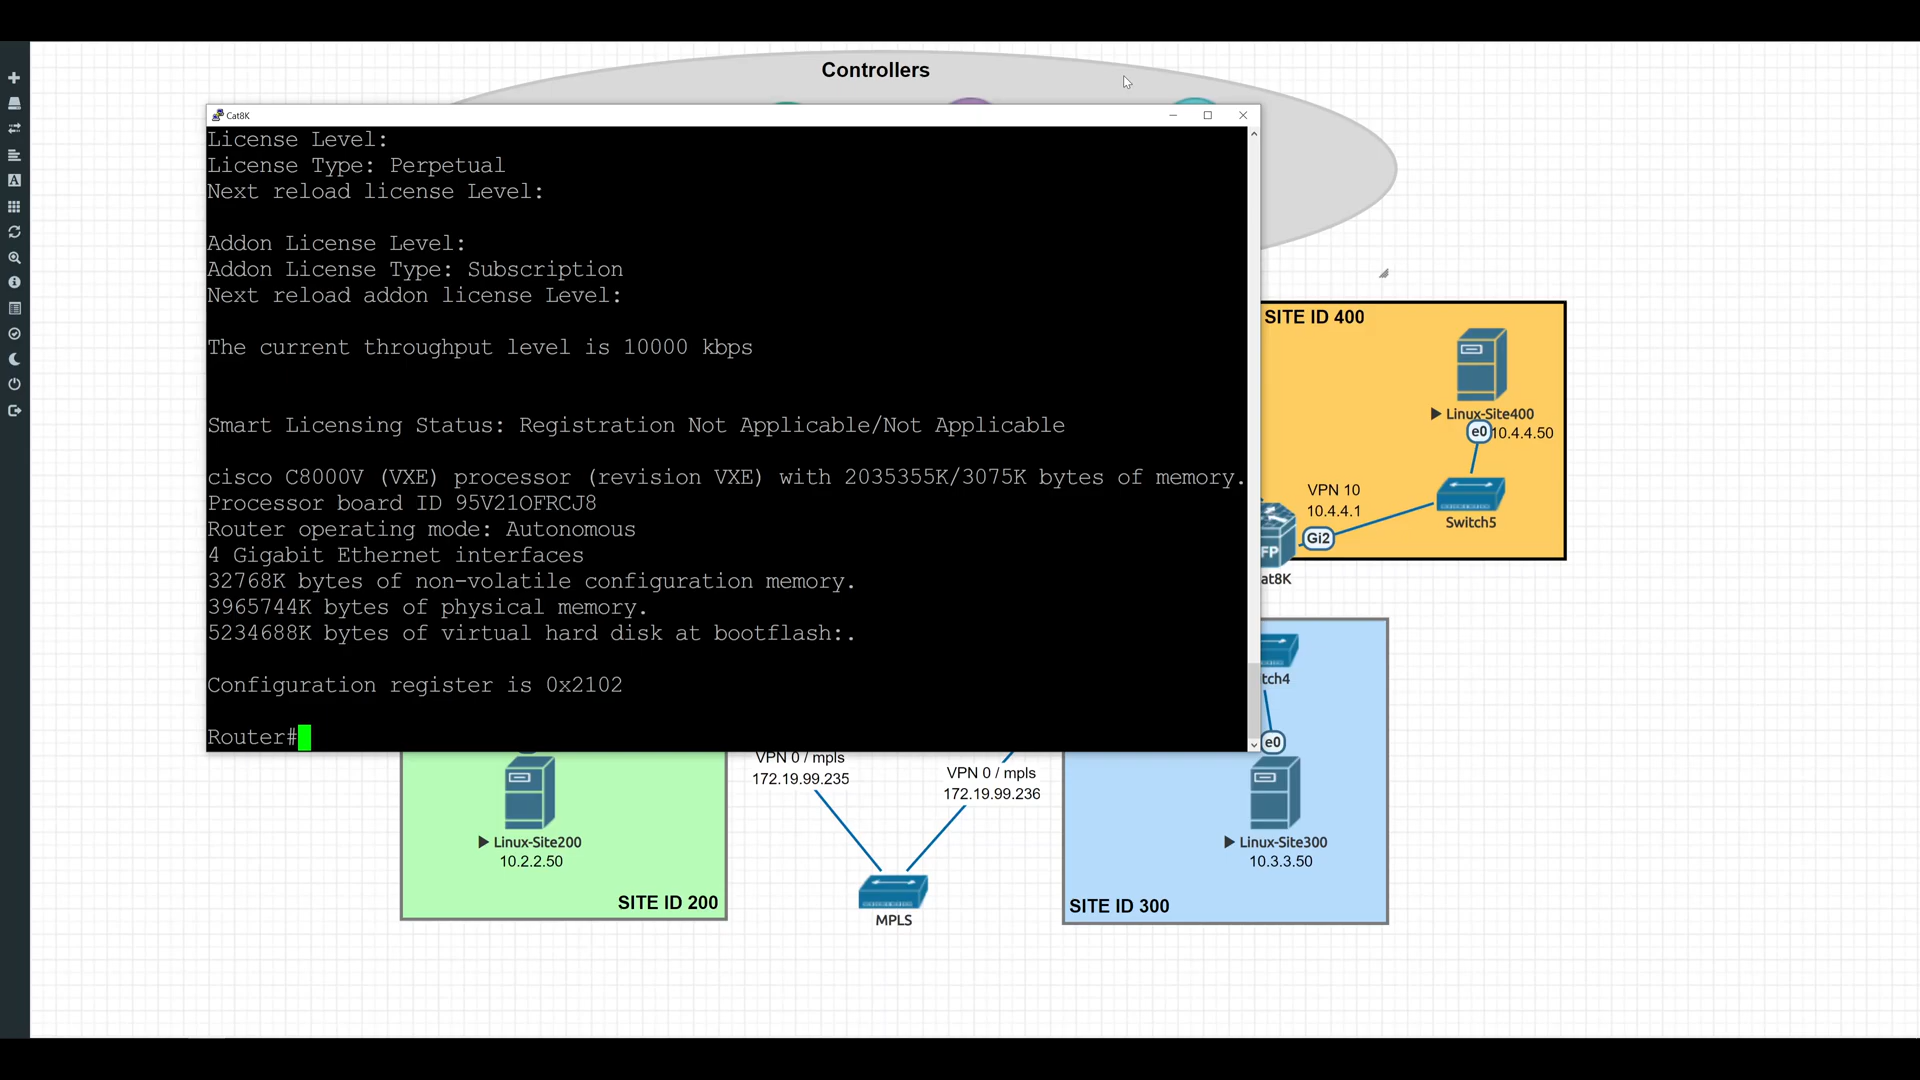 Controllers
Cat8K
License Level:
License Type: Perpetual
Next reload license Level:
Addon License Level:
Addon License Type: Subscription
Next reload addon license Level:
The current throughput level is 10000 kbps
Smart Licensing Status: Registration Not Applicable/Not Applicable
cisco C8000V (VXE) processor (revision VXE) with 2035355K/3075K bytes of memory.
Processor board ID 95V21OFRCJ8
Router operating mode: Autonomous
4 Gigabit Ethernet interfaces
32768K bytes of non-volatile configuration memory.
3965744K bytes of physical memory.
5234688K bytes of virtual hard disk at bootflash:.
Configuration register is 0x2102
Router#
SITE ID 400
Linux-Site400
e0
10.4.4.50
VPN 10
10.4.4.1
Switch5
Gi2
FP
at8K
tch4
e0
VPN 0 / mpls
172.19.99.235
VPN 0 / mpls
172.19.99.236
Linux-Site200
10.2.2.50
SITE ID 200
MPLS
Linux-Site300
10.3.3.50
SITE ID 300